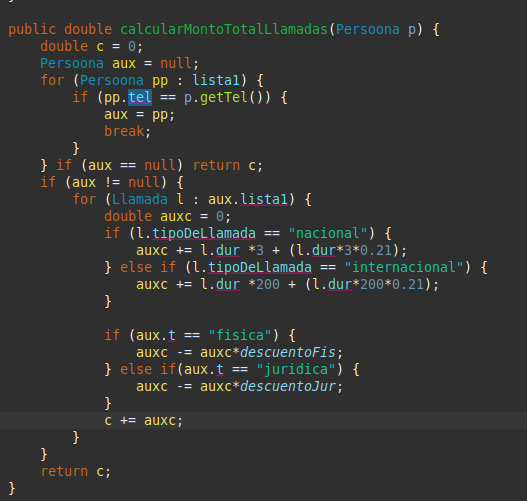 public double calcularMontoTotalLlamadas(Persoona p) {
    double c = 0;
    Persoona aux = null;
    for (Persoona pp : lista1) {
        if (pp.tel == p.getTel()) {
            aux = pp;
            break;
        }
    } if (aux == null) return c;
    if (aux != null) {
        for (Llamada l : aux.lista1) {
            double auxc = 0;
            if (l.tipoDeLlamada == "nacional") {
                auxc += l.dur *3 + (l.dur*3*0.21);
            } else if (l.tipoDeLlamada == "internacional") {
                auxc += l.dur *200 + (l.dur*200*0.21);
            }

            if (aux.t == "fisica") {
                auxc -= auxc*descuentoFis;
            } else if(aux.t == "juridica") {
                auxc -= auxc*descuentoJur;
            }
            c += auxc;
        }
    }
    return c;
}